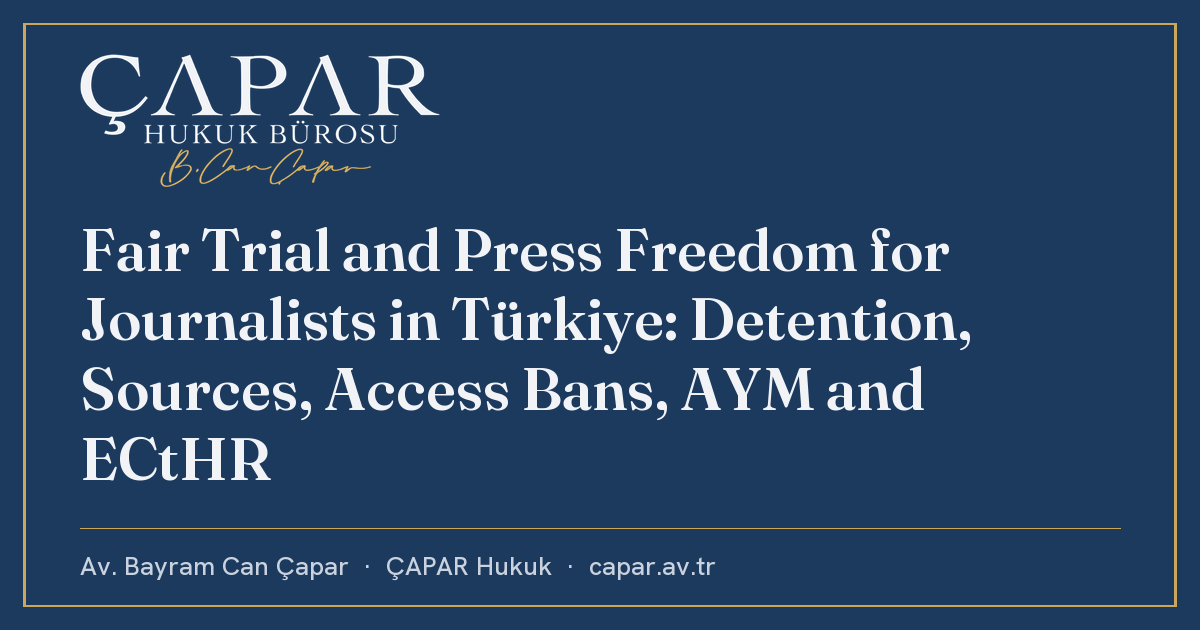 ÇAPAR
HUKUK BÜROSU
B.Can Çapar
Fair Trial and Press Freedom for
Journalists in Türkiye: Detention,
Sources, Access Bans, AYM and
ECtHR
Av. Bayram Can Çapar · ÇAPAR Hukuk · capar.av.tr